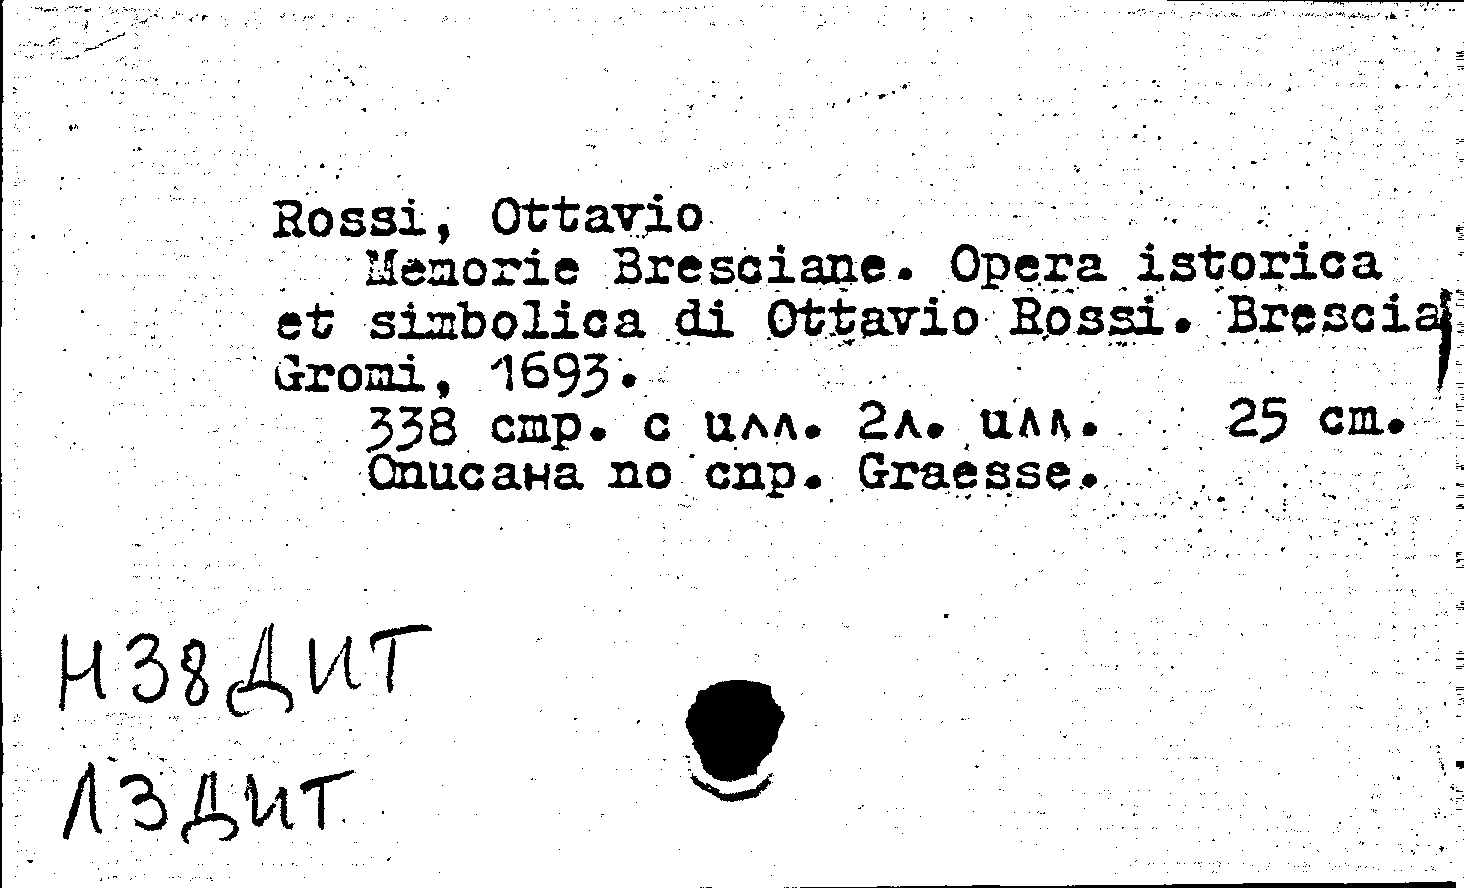 Rossi, Ottavio
Memorie Bresciane. Opera istorica
et simbolica di Ottavio Rossi. Brescia,
Gromi, 1693.
338 стр. с илл. 2л. илл. 25 cm.
Описана по спр. Graesse.
Н38ДИТ
Л3ДИТ